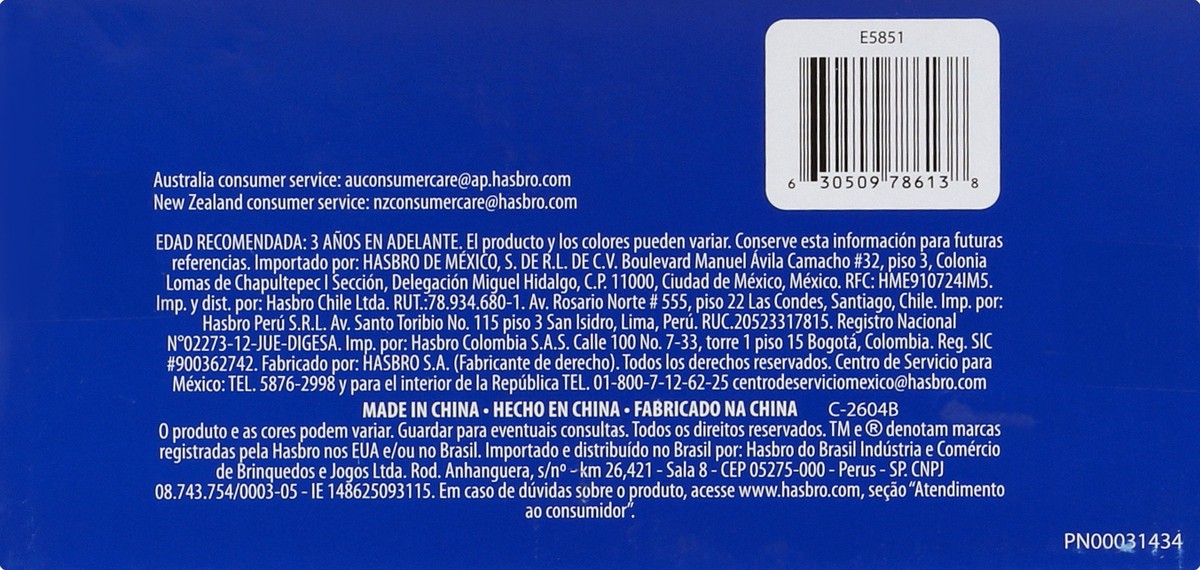 E5851
6 30509 78613 8
Australia consumer service: auconsumercare@ap.hasbro.com
New Zealand consumer service: nzconsumercare@hasbro.com
EDAD RECOMENDADA: 3 AÑOS EN ADELANTE. El producto y los colores pueden variar. Conserve esta información para futuras
referencias. Importado por: HASBRO DE MÉXICO, S. DE R.L. DE C.V. Boulevard Manuel Ávila Camacho #32, piso 3, Colonia
Lomas de Chapultepec I Sección, Delegación Miguel Hidalgo, C.P. 11000, Ciudad de México, México. RFC: HME910724IM5.
Imp. y dist. por: Hasbro Chile Ltda. RUT.:78.934.680-1. Av. Rosario Norte # 555, piso 22 Las Condes, Santiago, Chile. Imp. por:
Hasbro Perú S.R.L. Av. Santo Toribio No. 115 piso 3 San Isidro, Lima, Perú. RUC.20523317815. Registro Nacional
N°02273-12-JUE-DIGESA. Imp. por: Hasbro Colombia S.A.S. Calle 100 No. 7-33, torre 1 piso 15 Bogotá, Colombia. Reg. SIC
#900362742. Fabricado por: HASBRO S.A. (Fabricante de derecho). Todos los derechos reservados. Centro de Servicio para
México: TEL. 5876-2998 y para el interior de la República TEL. 01-800-7-12-62-25 centrodeserviciomexico@hasbro.com
MADE IN CHINA • HECHO EN CHINA • FABRICADO NA CHINA C-2604B
O produto e as cores podem variar. Guardar para eventuais consultas. Todos os direitos reservados. TM e ® denotam marcas
registradas pela Hasbro nos EUA e/ou no Brasil. Importado e distribuído no Brasil por: Hasbro do Brasil Indústria e Comércio
de Brinquedos e Jogos Ltda. Rod. Anhanguera, s/nº - km 26,421 - Sala 8 - CEP 05275-000 - Perus - SP. CNPJ
08.743.754/0003-05 - IE 148625093115. Em caso de dúvidas sobre o produto, acesse www.hasbro.com, seção "Atendimento
ao consumidor".
PN00031434